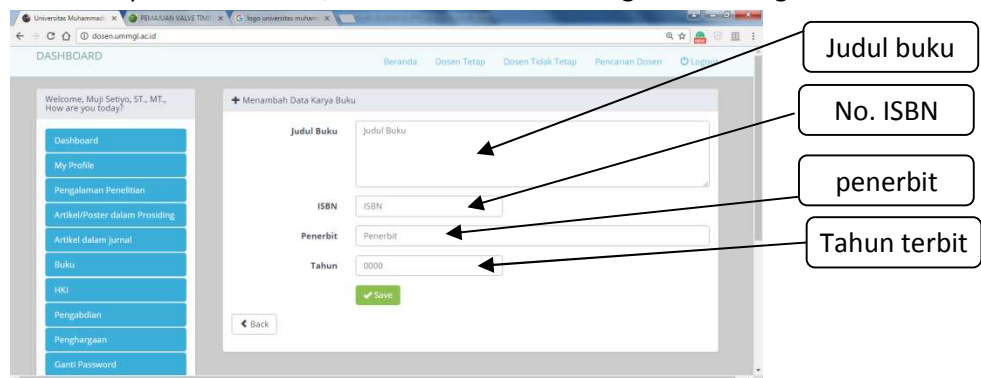 Universitas Muhammad
PEMAJUAN VALVE TIMI
logo universitas muham
dosen.ummgl.ac.id
DASHBOARD
Beranda Dosen Tetap Dosen Tidak Tetap Pencarian Dosen Logout
Welcome, Muji Setiyo, ST., MT.,
How are you today?
Dashboard
My Profile
Pengalaman Penelitian
Artikel/Poster dalam Prosiding
Artikel dalam jurnal
Buku
HKI
Pengabdian
Penghargaan
Ganti Password
Menambah Data Karya Buku
Judul Buku Judul Buku
ISBN ISBN
Penerbit Penerbit
Tahun 0000
Save
Back
Judul buku
No. ISBN
penerbit
Tahun terbit